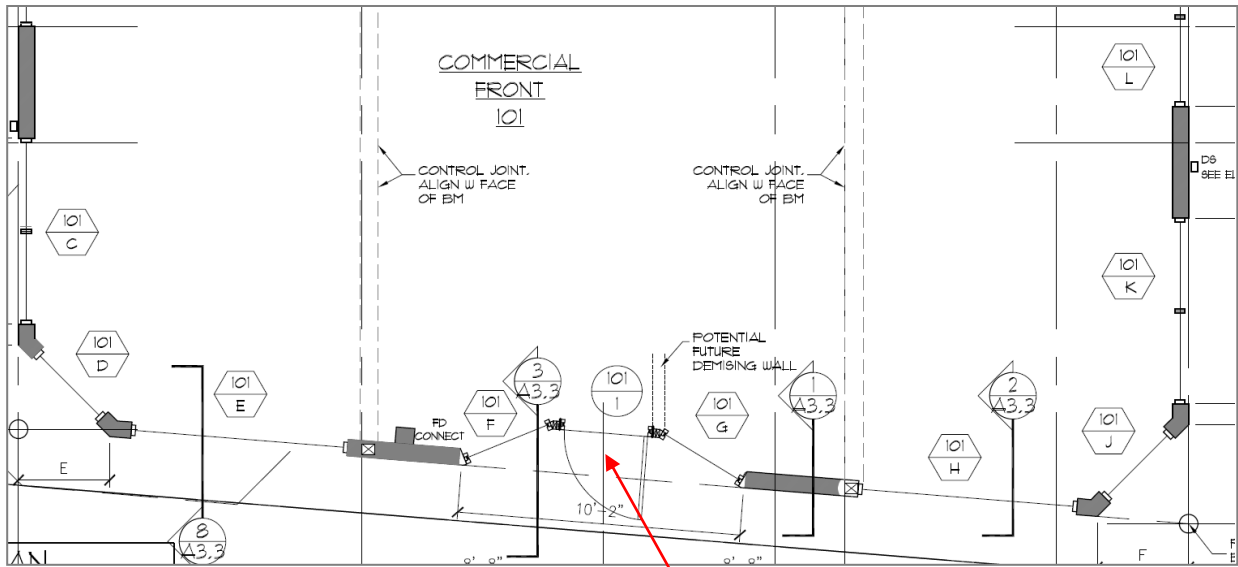 COMMERCIAL
FRONT
101
101
L
CONTROL JOINT.
ALIGN W FACE
OF BM
CONTROL JOINT.
ALIGN W FACE
OF BM
DS
101
C
101
K
101
D
POTENTIAL
FUTURE
DEMISING WALL
3
A3.3
101
1
1
A3.3
2
A3.3
101
E
101
F
101
G
FD
CONNECT
101
J
101
H
E
10'-2"
8
A3.3
F